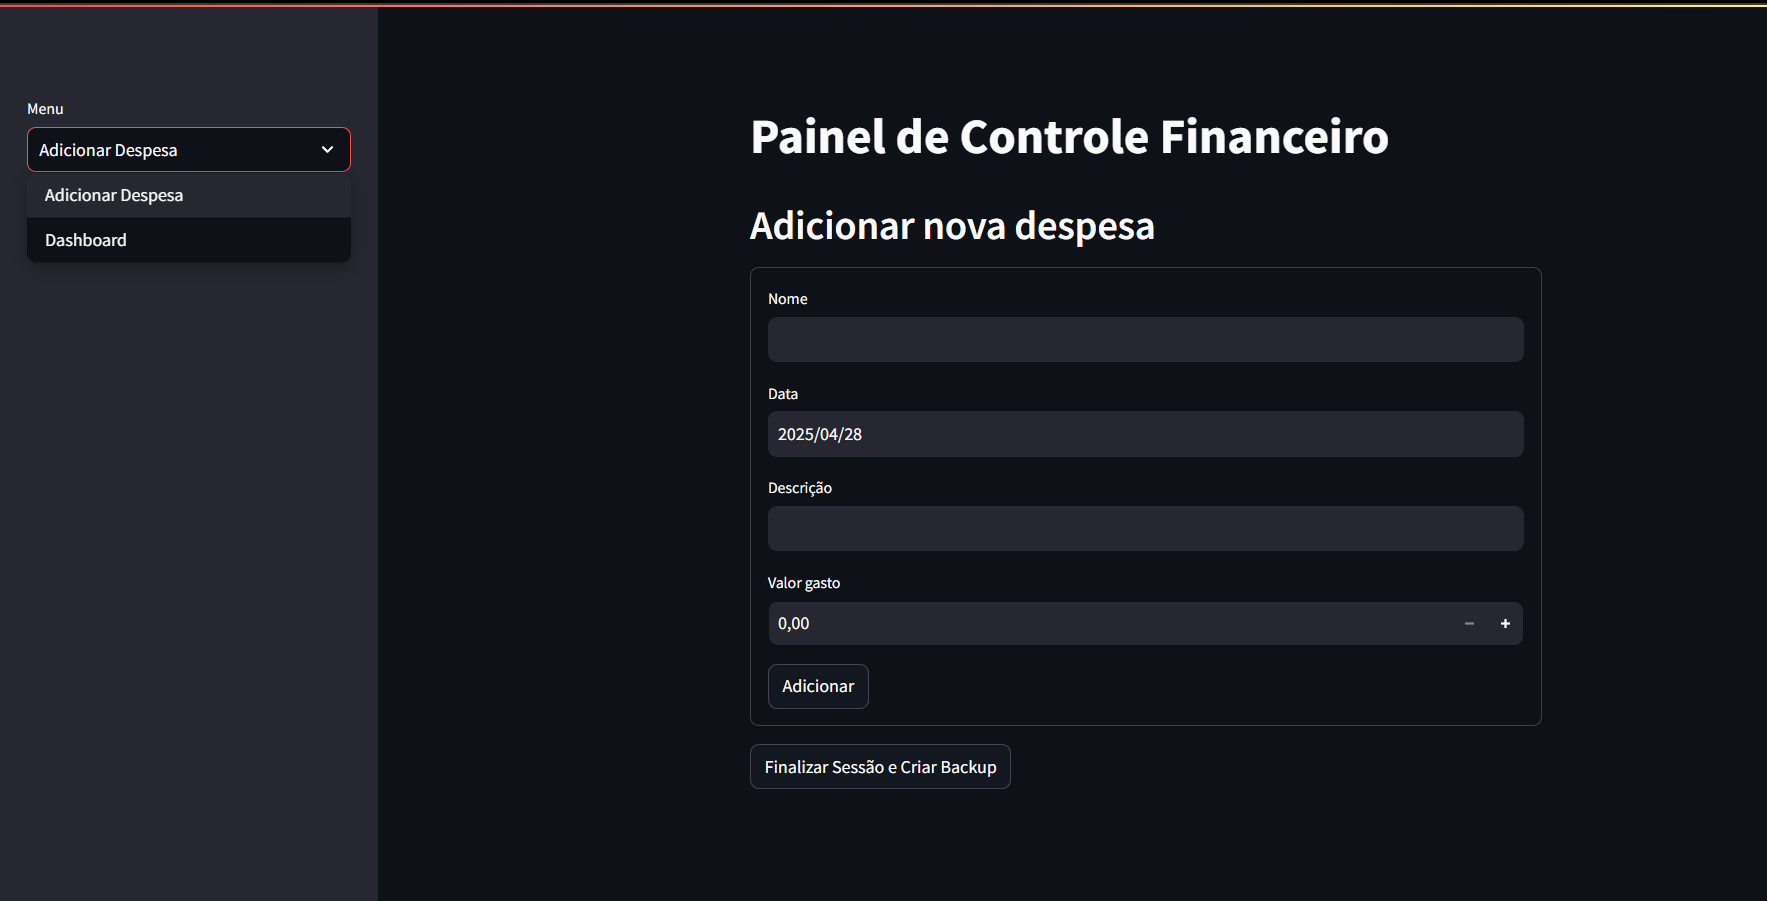 Menu
Adicionar Despesa
Adicionar Despesa
Dashboard
Painel de Controle Financeiro
Adicionar nova despesa
Nome
Data
2025/04/28
Descrição
Valor gasto
0,00
Adicionar
Finalizar Sessão e Criar Backup